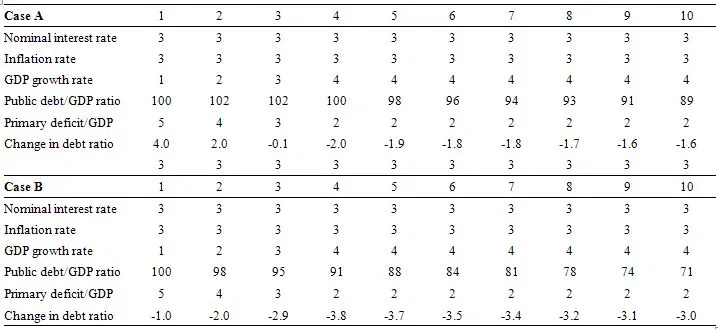 Case A 1 2 3 4 5 6 7 8 9 10
Nominal interest rate 3 3 3 3 3 3 3 3 3 3
Inflation rate 3 3 3 3 3 3 3 3 3 3
GDP growth rate 1 2 3 4 4 4 4 4 4 4
Public debt/GDP ratio 100 102 102 100 98 96 94 93 91 89
Primary deficit/GDP 5 4 3 2 2 2 2 2 2 2
Change in debt ratio 4.0 2.0 -0.1 -2.0 -1.9 -1.8 -1.8 -1.7 -1.6 -1.6
3 3 3 3 3 3 3 3 3 3
Case B 1 2 3 4 5 6 7 8 9 10
Nominal interest rate 3 3 3 3 3 3 3 3 3 3
Inflation rate 3 3 3 3 3 3 3 3 3 3
GDP growth rate 1 2 3 4 4 4 4 4 4 4
Public debt/GDP ratio 100 98 95 91 88 84 81 78 74 71
Primary deficit/GDP 5 4 3 2 2 2 2 2 2 2
Change in debt ratio -1.0 -2.0 -2.9 -3.8 -3.7 -3.5 -3.4 -3.2 -3.1 -3.0